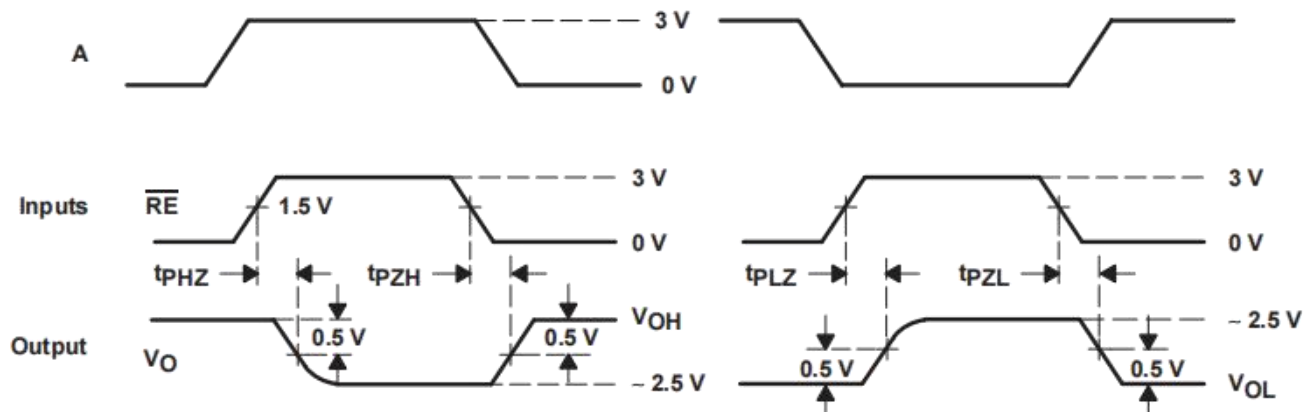 3 V
A
0 V
3 V 3 V
Inputs RE 1.5 V
0 V 0 V
tPHZ tPZH tPLZ tPZL
VOH ~ 2.5 V
0.5 V 0.5 V
Output VO 0.5 V 0.5 V
~ 2.5 V VOL